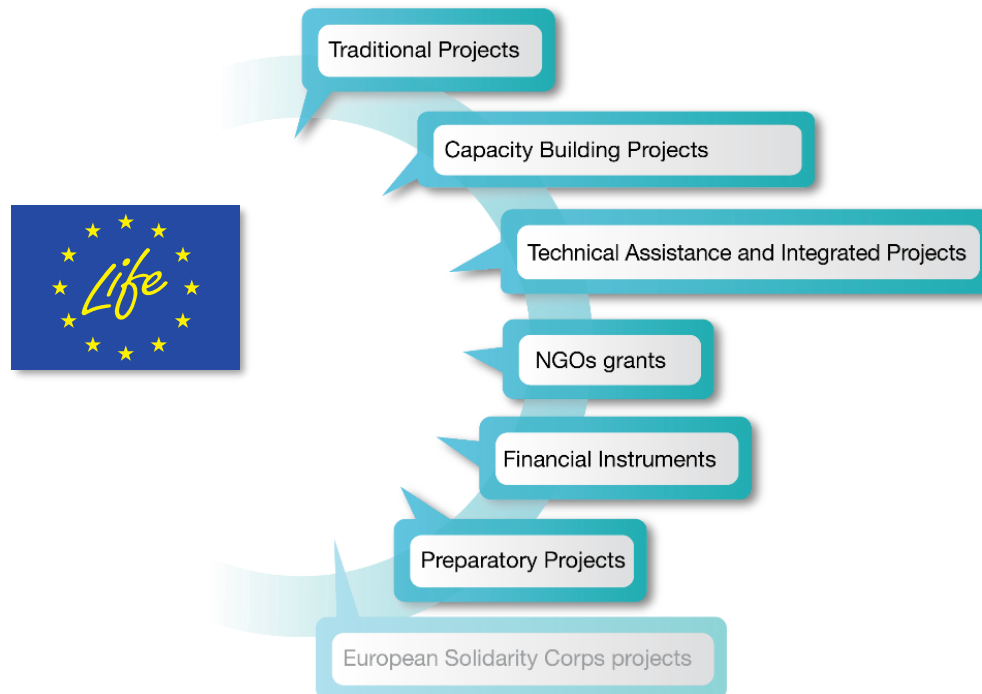 Traditional Projects
Capacity Building Projects
Technical Assistance and Integrated Projects
Life
NGOs grants
Financial Instruments
Preparatory Projects
European Solidarity Corps projects